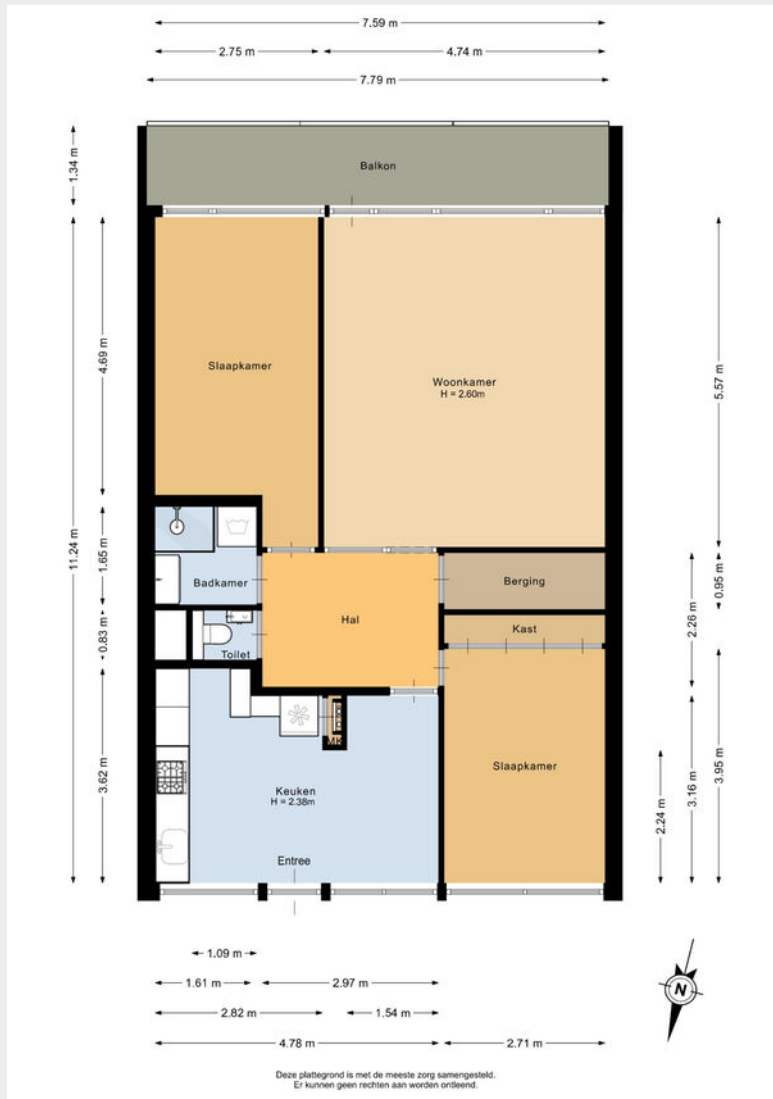 7.59 m
2.75 m
4.74 m
7.79 m
1.34 m
Balkon
11.24 m
4.69 m
5.57 m
Slaapkamer
Woonkamer
H = 2.60m
1.65 m
Badkamer
Hal
Berging
0.95 m
2.26 m
0.83 m
Toilet
Kast
3.62 m
MK
Keuken
H = 2.38m
Slaapkamer
2.24 m
3.16 m
3.95 m
Entree
1.09 m
1.61 m
2.97 m
2.82 m
1.54 m
4.78 m
2.71 m
N
Deze plattegrond is met de meeste zorg samengesteld.
Er kunnen geen rechten aan worden ontleend.